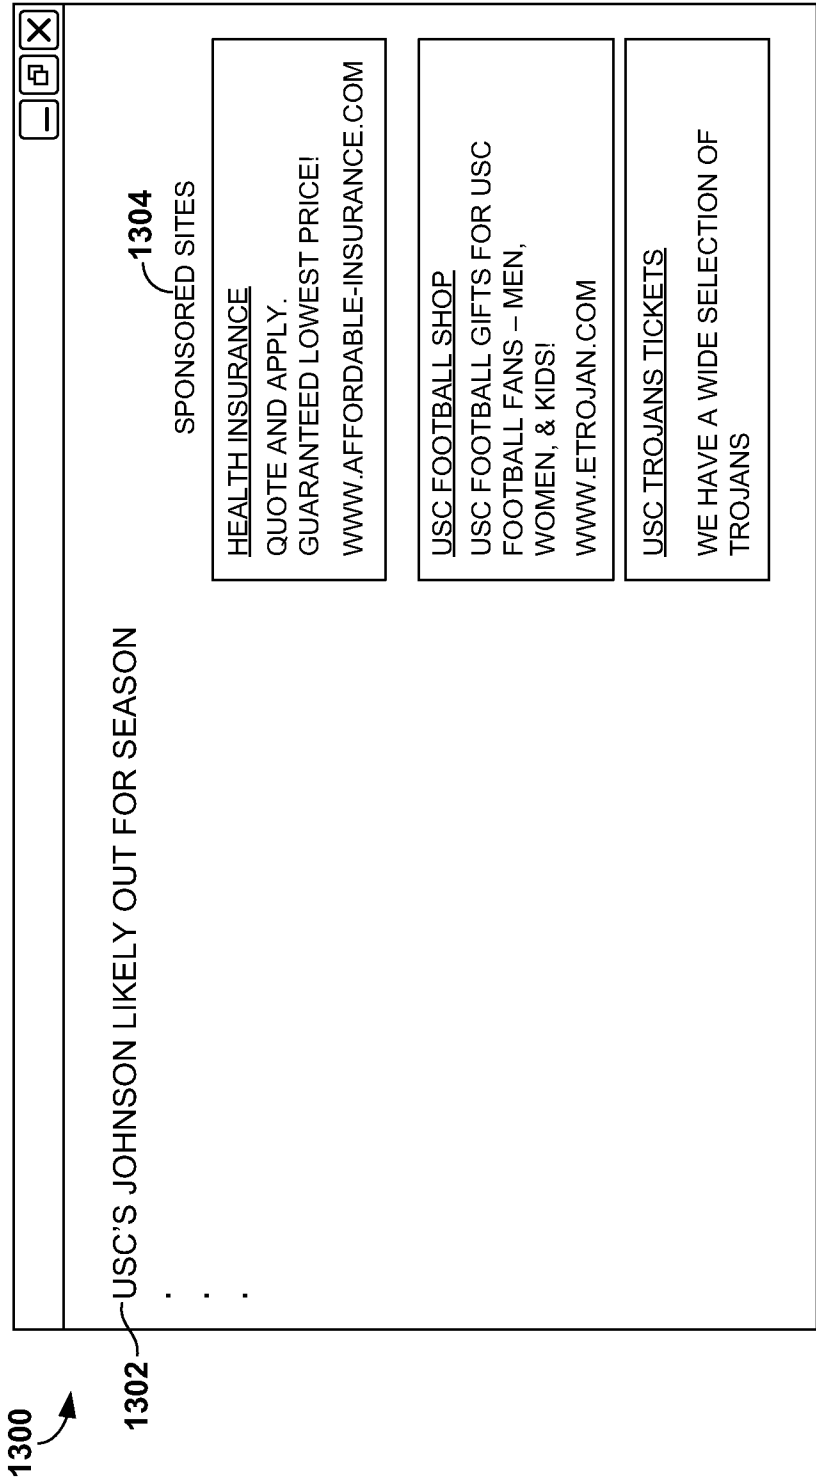 1300
1302
USC'S JOHNSON LIKELY OUT FOR SEASON
.
.
.
1304
SPONSORED SITES
HEALTH INSURANCE
QUOTE AND APPLY.
GUARANTEED LOWEST PRICE!
WWW.AFFORDABLE-INSURANCE.COM
USC FOOTBALL SHOP
USC FOOTBALL GIFTS FOR USC
FOOTBALL FANS – MEN,
WOMEN, & KIDS!
WWW.ETROJAN.COM
USC TROJANS TICKETS
WE HAVE A WIDE SELECTION OF
TROJANS